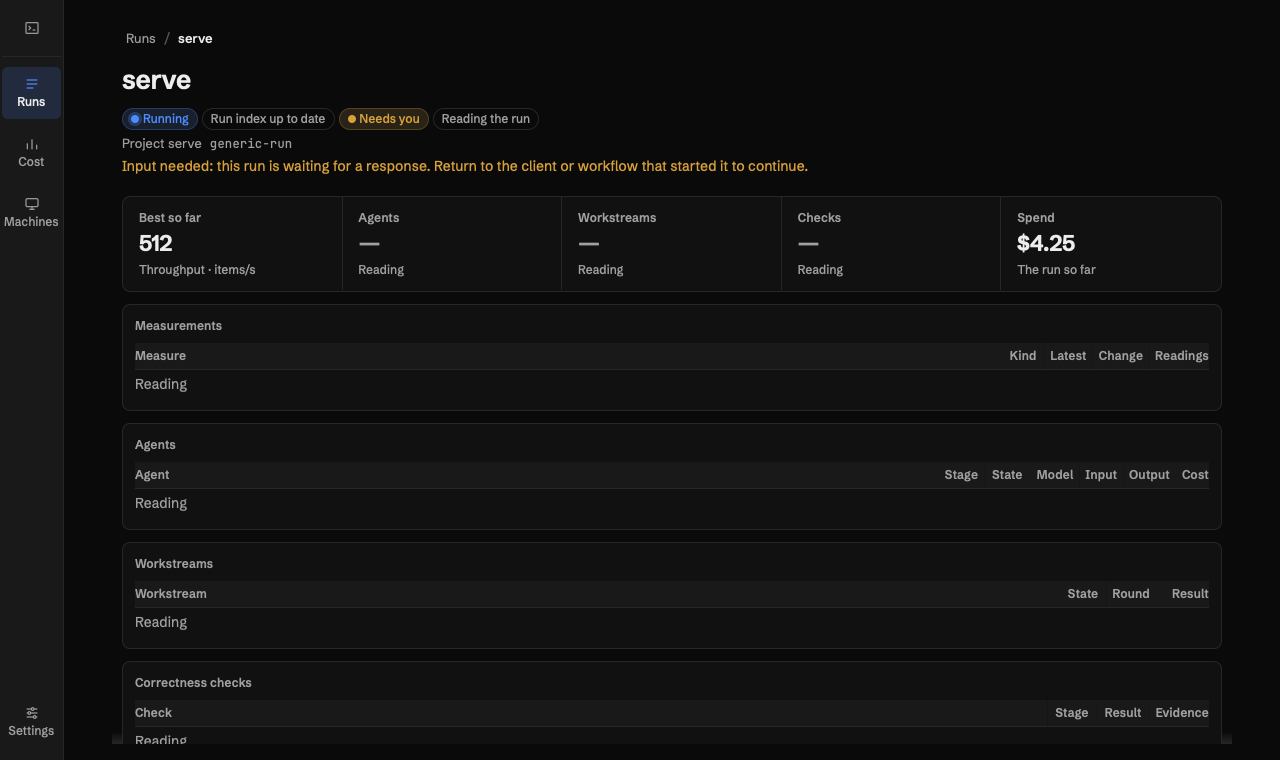 Runs / serve
serve
Running Run index up to date Needs you Reading the run
Project serve generic-run
Input needed: this run is waiting for a response. Return to the client or workflow that started it to continue.
Runs
Cost
Machines
Settings
Best so far Agents Workstreams Checks Spend
512 — — — $4.25
Throughput · items/s Reading Reading Reading The run so far
Measurements
Measure Kind Latest Change Readings
Reading
Agents
Agent Stage State Model Input Output Cost
Reading
Workstreams
Workstream State Round Result
Reading
Correctness checks
Check Stage Result Evidence
Reading